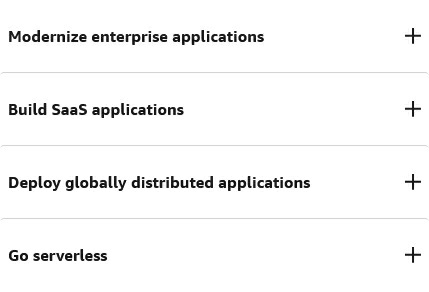 Modernize enterprise applications
Build SaaS applications
Deploy globally distributed applications
Go serverless